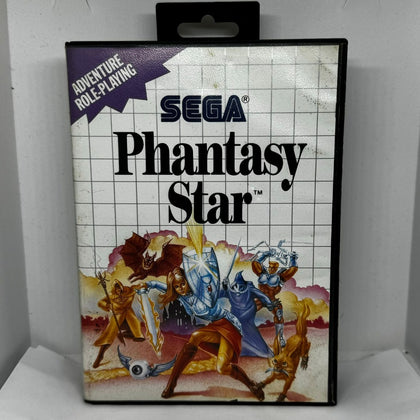 ADVENTURE
ROLE-PLAYING
SEGA®
Phantasy
Star™